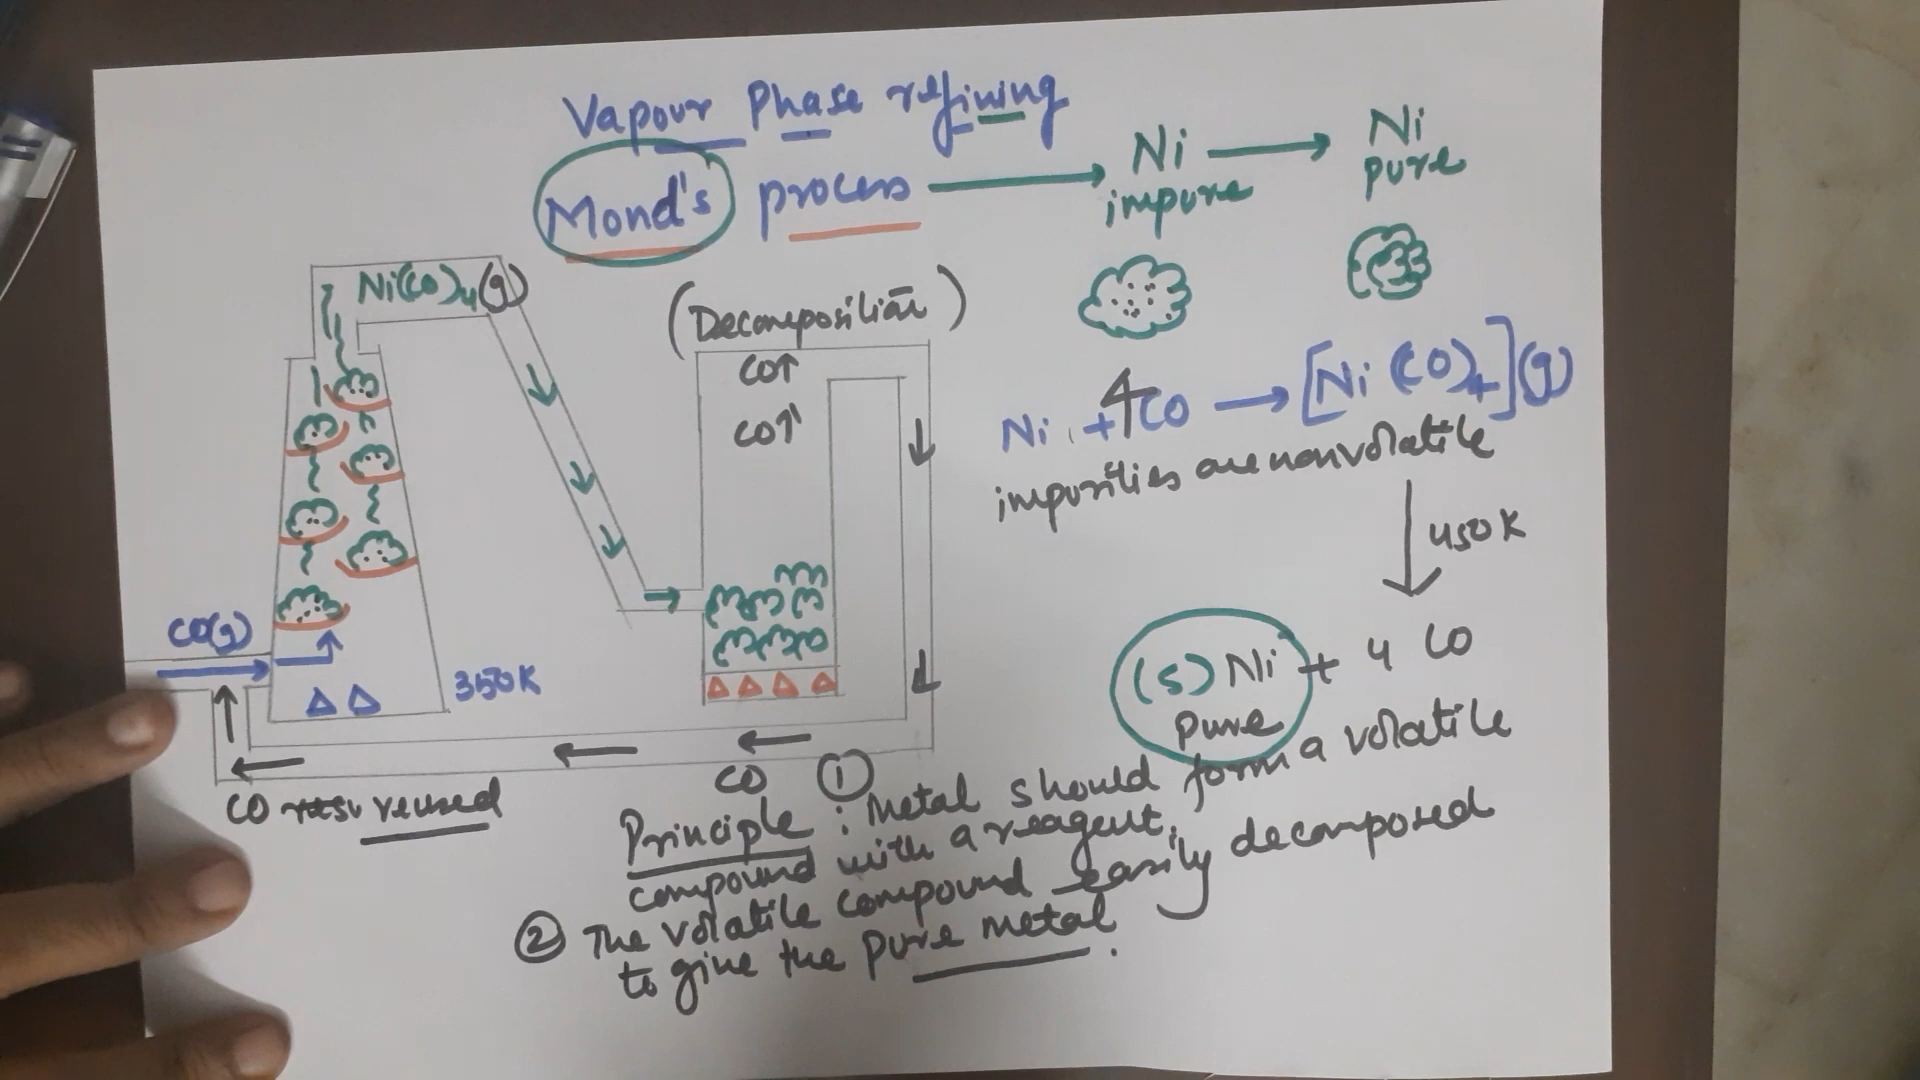 Vapour Phase refining
Mond's process → Ni impure → Ni pure
Ni(CO)4(g)
(Decomposition)
CO↑
CO↑
Ni + 4CO → [Ni(CO)4](g)
impurities are nonvolatile
450K
CO(g)
350K
(s) Ni + 4 CO
pure
CO
CO reused
Principle : ① Metal should form a volatile
compound with a reagent.
② The volatile compound easily decomposed
to give the pure metal.